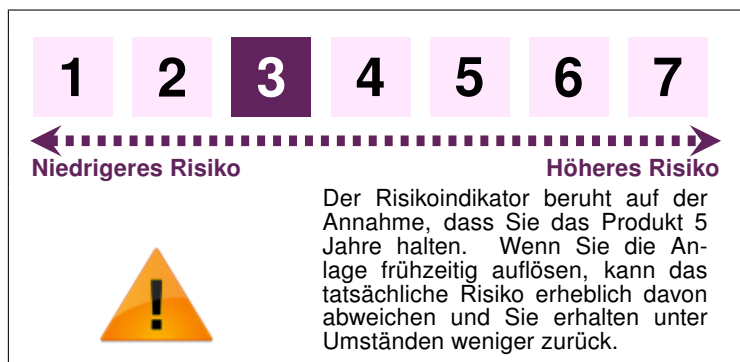 1 2 3 4 5 6 7
Niedrigeres Risiko Höheres Risiko
Der Risikoindikator beruht auf der
Annahme, dass Sie das Produkt 5
Jahre halten. Wenn Sie die An-
lage frühzeitig auflösen, kann das
tatsächliche Risiko erheblich davon
abweichen und Sie erhalten unter
Umständen weniger zurück.
!